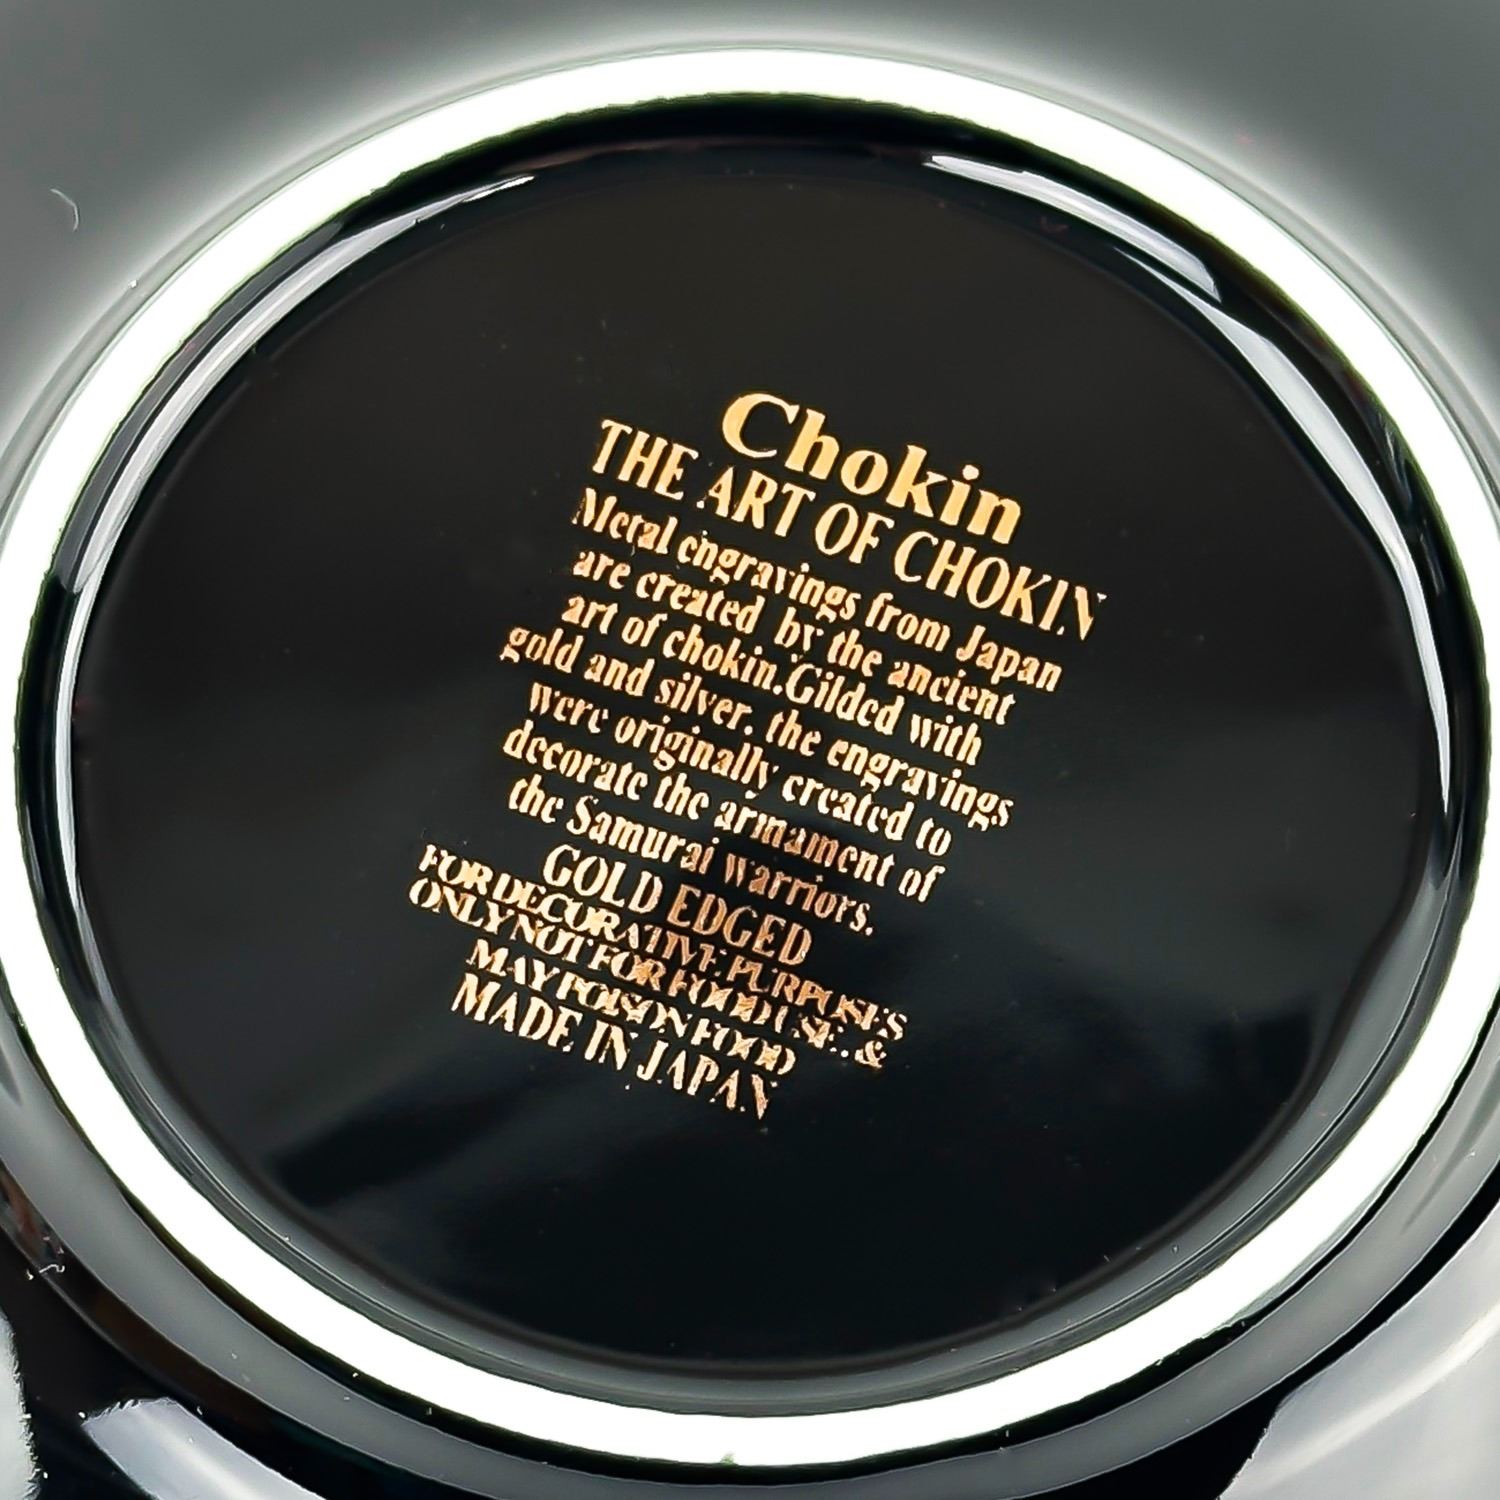 Chokin
THE ART OF CHOKIN
Metal engravings from Japan
are created by the ancient
art of chokin.Gilded with
gold and silver. the engravings
were originally created to
decorate the armament of
the Samurai warriors.
GOLD EDGED
FOR DECORATIVE PURPOSES
ONLY NOT FOR FOOD USE..&
MAY POISON FOOD
MADE IN JAPAN